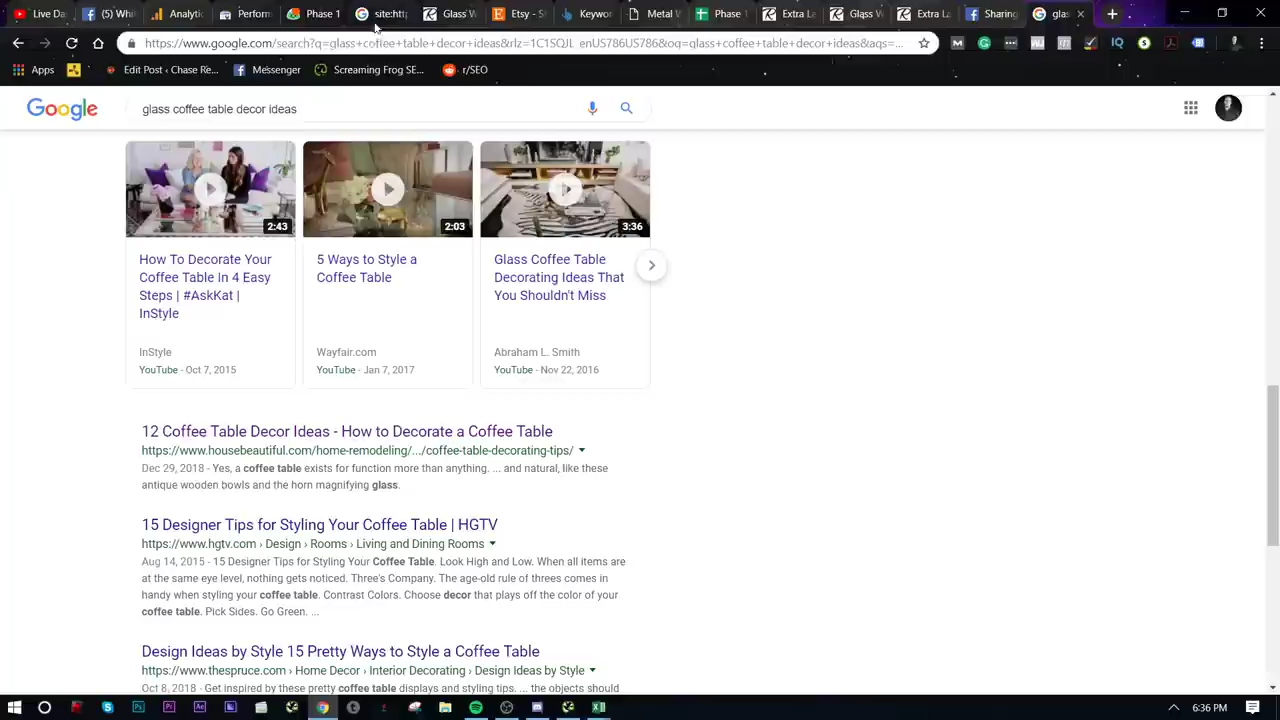 (5) Wh
Analytic
Perform
Phase 1
site:http
Glass W
Etsy - S
Keywor
Metal W
Phase 1
Extra La
Glass W
Extra La
Sharing
glas
https://www.google.com/search?q=glass+coffee+table+decor+ideas&rlz=1C1SQJL_enUS786US786&oq=glass+coffee+table+decor+ideas&aqs=...
Apps
Edit Post ‹ Chase Re...
Messenger
Screaming Frog SE...
r/SEO
Google
glass coffee table decor ideas
2:43
2:03
3:36
How To Decorate Your
Coffee Table In 4 Easy
Steps | #AskKat |
InStyle
InStyle
YouTube - Oct 7, 2015
5 Ways to Style a
Coffee Table
Wayfair.com
YouTube - Jan 7, 2017
Glass Coffee Table
Decorating Ideas That
You Shouldn't Miss
Abraham L. Smith
YouTube - Nov 22, 2016
12 Coffee Table Decor Ideas - How to Decorate a Coffee Table
https://www.housebeautiful.com/home-remodeling/.../coffee-table-decorating-tips/
Dec 29, 2018 - Yes, a coffee table exists for function more than anything. ... and natural, like these
antique wooden bowls and the horn magnifying glass.
15 Designer Tips for Styling Your Coffee Table | HGTV
https://www.hgtv.com › Design › Rooms › Living and Dining Rooms
Aug 14, 2015 - 15 Designer Tips for Styling Your Coffee Table. Look High and Low. When all items are
at the same eye level, nothing gets noticed. Three's Company. The age-old rule of threes comes in
handy when styling your coffee table. Contrast Colors. Choose decor that plays off the color of your
coffee table. Pick Sides. Go Green. ...
Design Ideas by Style 15 Pretty Ways to Style a Coffee Table
https://www.thespruce.com › Home Decor › Interior Decorating › Design Ideas by Style
Oct 8, 2018 - Get inspired by these pretty coffee table displays and styling tips. ... the objects should
6:36 PM